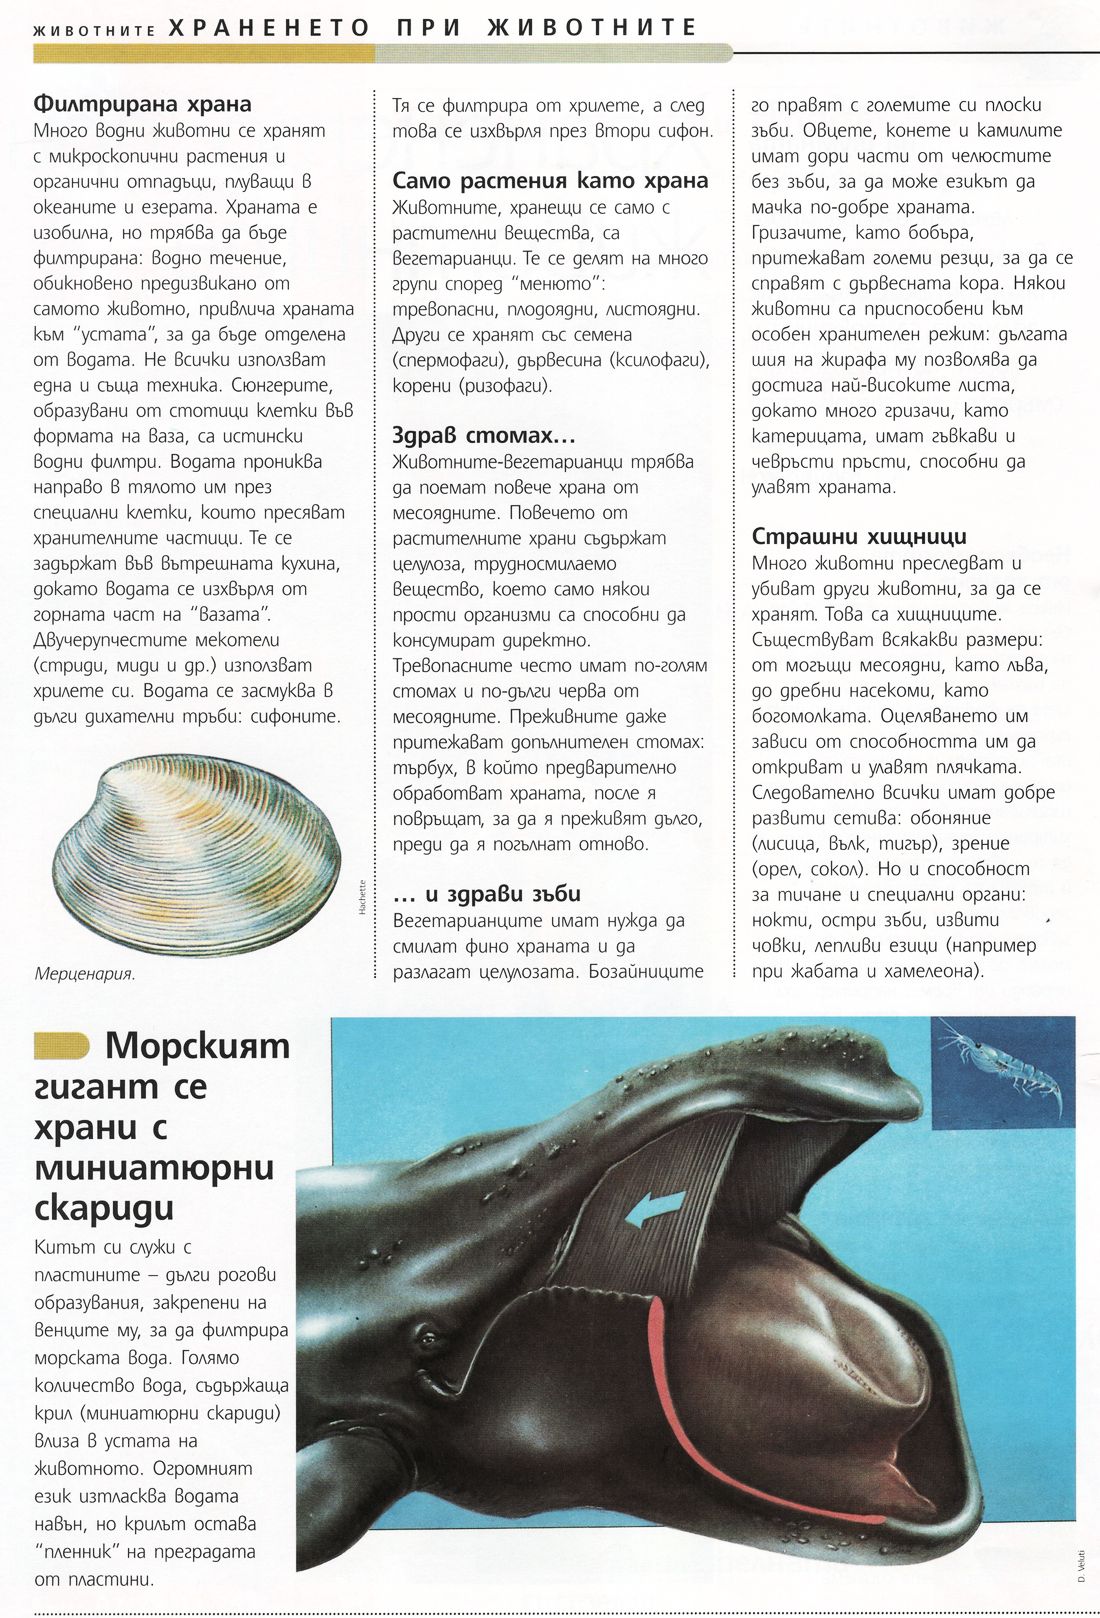 ЖИВОТНИТЕ ХРАНЕНЕТО ПРИ ЖИВОТНИТЕ
Филтрирана храна
Много водни животни се хранят
с микроскопични растения и
органични отпадъци, плуващи в
океаните и езерата. Храната е
изобилна, но трябва да бъде
филтрирана: водно течение,
обикновено предизвикано от
самото животно, привлича храната
към "устата", за да бъде отделена
от водата. Не всички използват
една и съща техника. Сюнгерите,
образувани от стотици клетки във
формата на ваза, са истински
водни филтри. Водата прониква
направо в тялото им през
специални клетки, които пресяват
хранителните частици. Те се
задържат във вътрешната кухина,
докато водата се изхвърля от
горната част на "вазата".
Двучерупчестите мекотели
(стриди, миди и др.) използват
хрилете си. Водата се засмуква в
дълги дихателни тръби: сифоните.
Hachette
Мерценария.
Тя се филтрира от хрилете, а след
това се изхвърля през втори сифон.
Само растения като храна
Животните, хранещи се само с
растителни вещества, са
вегетарианци. Те се делят на много
групи според "менюто":
тревопасни, плодоядни, листоядни.
Други се хранят със семена
(спермофаги), дървесина (ксилофаги),
корени (ризофаги).
Здрав стомах...
Животните-вегетарианци трябва
да поемат повече храна от
месоядните. Повечето от
растителните храни съдържат
целулоза, трудносмилаемо
вещество, което само някои
прости организми са способни да
консумират директно.
Тревопасните често имат по-голям
стомах и по-дълги черва от
месоядните. Преживните даже
притежават допълнителен стомах:
търбух, в който предварително
обработват храната, после я
повръщат, за да я преживят дълго,
преди да я погълнат отново.
... и здрави зъби
Вегетарианците имат нужда да
смилат фино храната и да
разлагат целулозата. Бозайниците
го правят с големите си плоски
зъби. Овцете, конете и камилите
имат дори части от челюстите
без зъби, за да може езикът да
мачка по-добре храната.
Гризачите, като бобъра,
притежават големи резци, за да се
справят с дървесната кора. Някои
животни са приспособени към
особен хранителен режим: дългата
шия на жирафа му позволява да
достига най-високите листа,
докато много гризачи, като
катерицата, имат гъвкави и
чевръсти пръсти, способни да
улавят храната.
Страшни хищници
Много животни преследват и
убиват други животни, за да се
хранят. Това са хищниците.
Съществуват всякакви размери:
от могъщи месоядни, като лъва,
до дребни насекоми, като
богомолката. Оцеляването им
зависи от способността им да
откриват и улавят плячката.
Следователно всички имат добре
развити сетива: обоняние
(лисица, вълк, тигър), зрение
(орел, сокол). Но и способност
за тичане и специални органи:
нокти, остри зъби, извити
човки, лепливи езици (например
при жабата и хамелеона).
Морският
гигант се
храни с
миниатюрни
скариди
Китът си служи с
пластините – дълги рогови
образувания, закрепени на
венците му, за да филтрира
морската вода. Голямо
количество вода, съдържаща
крил (миниатюрни скариди)
влиза в устата на
животното. Огромният
език изтласква водата
навън, но крилът остава
"пленник" на преградата
от пластини.
D. Veluti